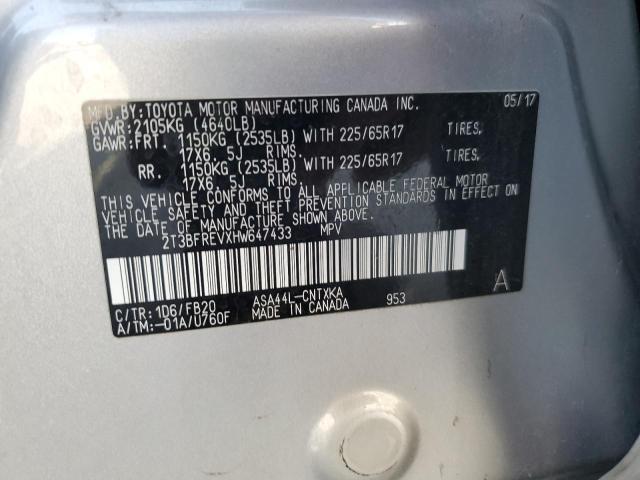 MFD. BY: TOYOTA MOTOR MANUFACTURING CANADA INC. 05/17
GVWR: 2105KG (4640LB)
GAWR: FRT. 1150KG (2535LB) WITH 225/65R17 TIRES.
17X6. 5J RIMS
RR. 1150KG (2535LB) WITH 225/65R17 TIRES.
17X6. 5J RIMS
THIS VEHICLE CONFORMS TO ALL APPLICABLE FEDERAL MOTOR
VEHICLE SAFETY AND THEFT PREVENTION STANDARDS IN EFFECT ON
THE DATE OF MANUFACTURE SHOWN ABOVE.
2T3BFREVXHW647433 MPV
C/TR: 1D6/FB20 ASA44L-CNTXKA 953 A
A/TM: -01A/U760F MADE IN CANADA